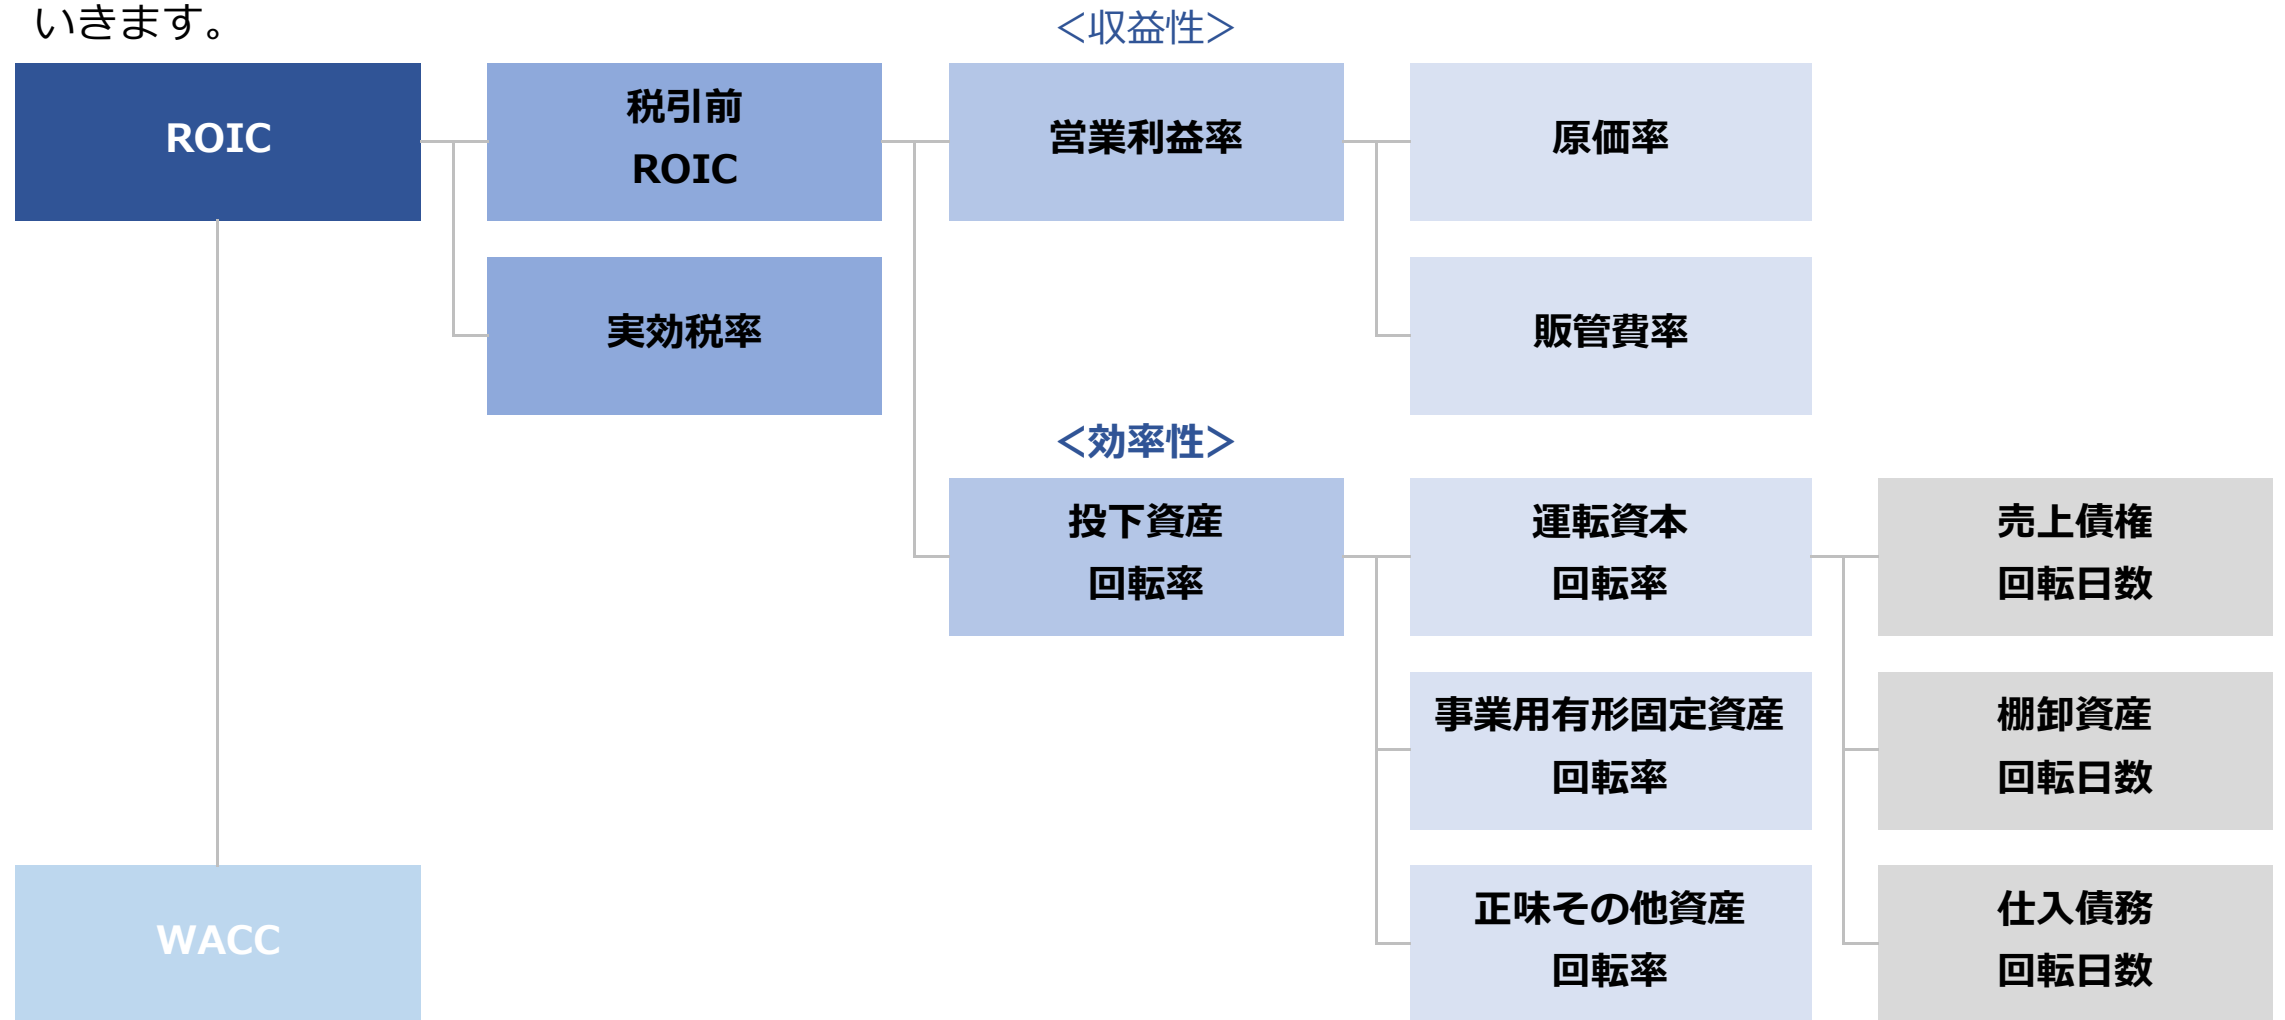 いきます。
＜収益性＞
ROIC
税引前
ROIC
営業利益率
原価率
実効税率
販管費率
＜効率性＞
投下資産
回転率
運転資本
回転率
売上債権
回転日数
事業用有形固定資産
回転率
棚卸資産
回転日数
WACC
正味その他資産
回転率
仕入債務
回転日数